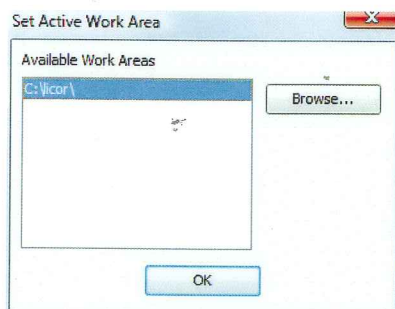 Set Active Work Area
Available Work Areas
C:\licor\
Browse...
OK